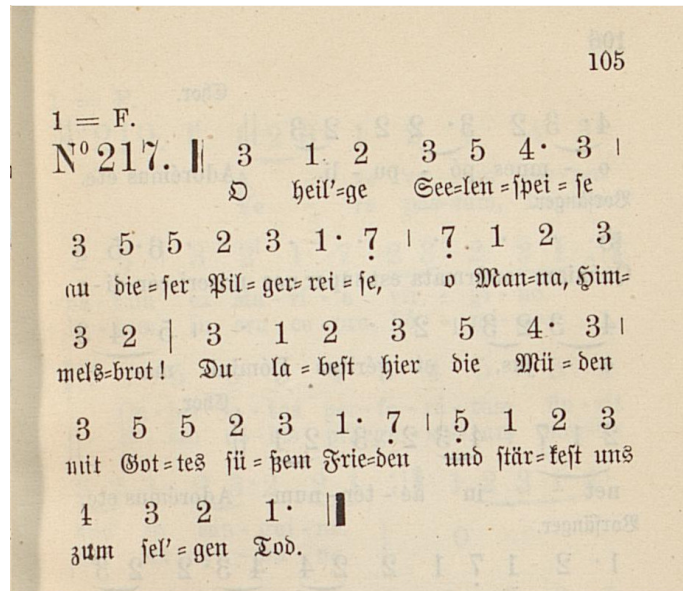 105
1 = F.
Nº 217. 𝄃 3 1 2 3 5 4· 3 |
O heil'=ge See=len=spei=se
3 5 5 2 3 1· 7̣ | 7̣ 1 2 3
au die=ser Pil=ger=rei=se, o Man=na, Him=
3 2 | 3 1 2 3 5 4· 3 |
mels=brot! Du la=best hier die Mü=den
3 5 5 2 3 1· 7̣ | 5̣ 1 2 3
mit Got=tes sü=ßem Frie=den und stär=kest uns
4 3 2 1· 𝄂
zum sel'=gen Tod.